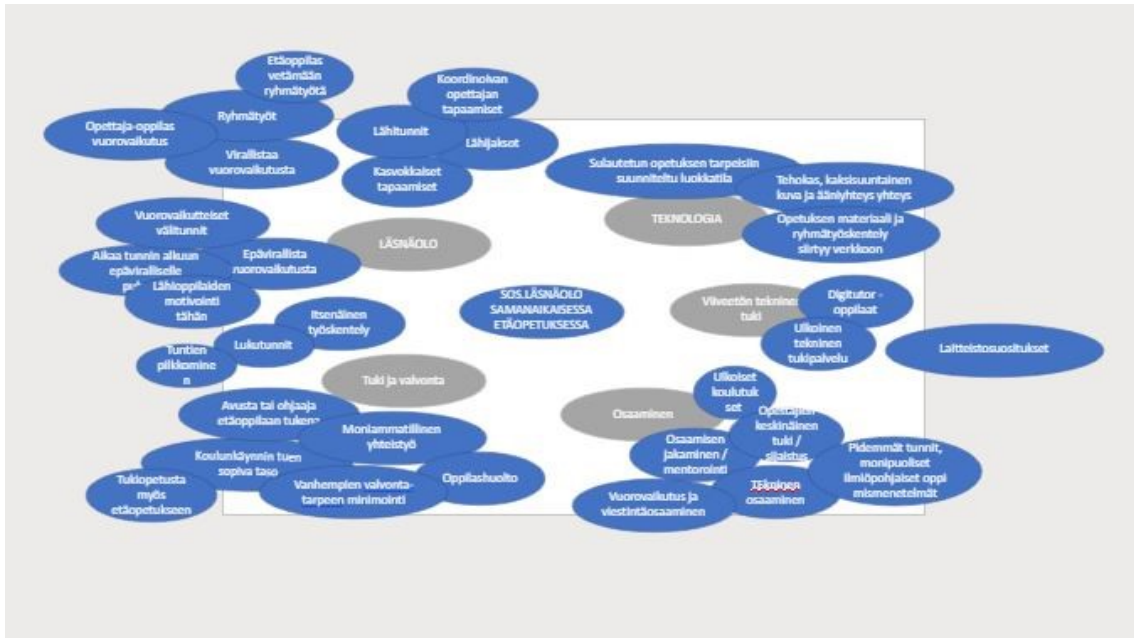 Etäoppilas
vetämään
ryhmätyötä
Ryhmätyöt
Opettaja-oppilas
vuorovaikutus
Virallistaa
vuorovaikutusta
Koordinoivan
opettajan
tapaamiset
Lähitunnit
Lähijaksot
Kasvokkaiset
tapaamiset
Sulautetun opetuksen tarpeisiin
suunniteltu luokkatila
Tehokas, kaksisuuntainen
kuva ja ääniyhteys yhteys
TEKNOLOGIA
Opetuksen materiaali ja
ryhmätyöskentely
siirtyy verkkoon
Vuorovaikutteiset
välitunnit
LÄSNÄOLO
Aikaa tunnin alkuun
epäviralliselle
Epävirallista
vuorovaikutusta
Lähioppilaiden
motivointi
tähän
SOS.LÄSNÄOLO
SAMANAIKAISESSA
ETÄOPETUKSESSA
Viiveetön tekninen
tuki
Digitutor -
oppilaat
Ulkoinen
tekninen
tukipalvelu
Laitteistosuositukset
Itsenäinen
työskentely
Lukutunnit
Tuntien
pilkkomine
n
Tuki ja valvonta
Avusta tai ohjaaja
etäoppilaan tukena
Moniammatillinen
yhteistyö
Koulunkäynnin tuen
sopiva taso
Oppilashuolto
Vanhempien valvonta-
tarpeen minimointi
Tukiopetusta
myös
etäopetukseen
Ulkoiset
koulutuk
set
Osaaminen
Opettajien
keskinäinen
tuki /
sijaistus
Osaamisen
jakaminen /
mentorointi
Pidemmät tunnit,
monipuoliset
ilmiöpohjaiset oppi
mismenetelmät
Tekninen
osaaminen
Vuorovaikutus ja
viestintäosaaminen